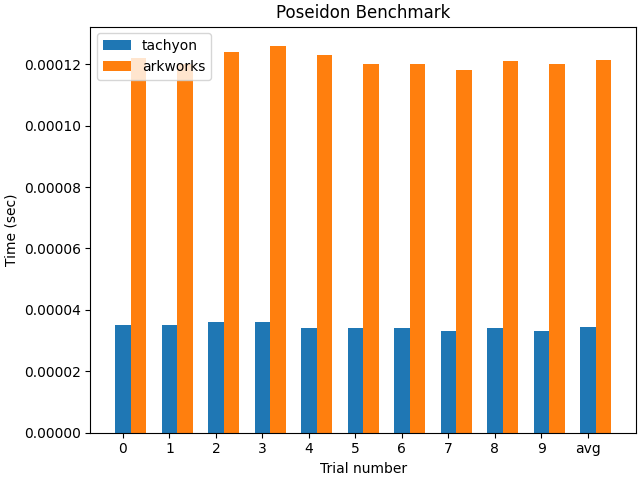 Poseidon Benchmark
tachyon
arkworks
Time (sec)
0.00012
0.00010
0.00008
0.00006
0.00004
0.00002
0.00000
0 1 2 3 4 5 6 7 8 9 avg
Trial number